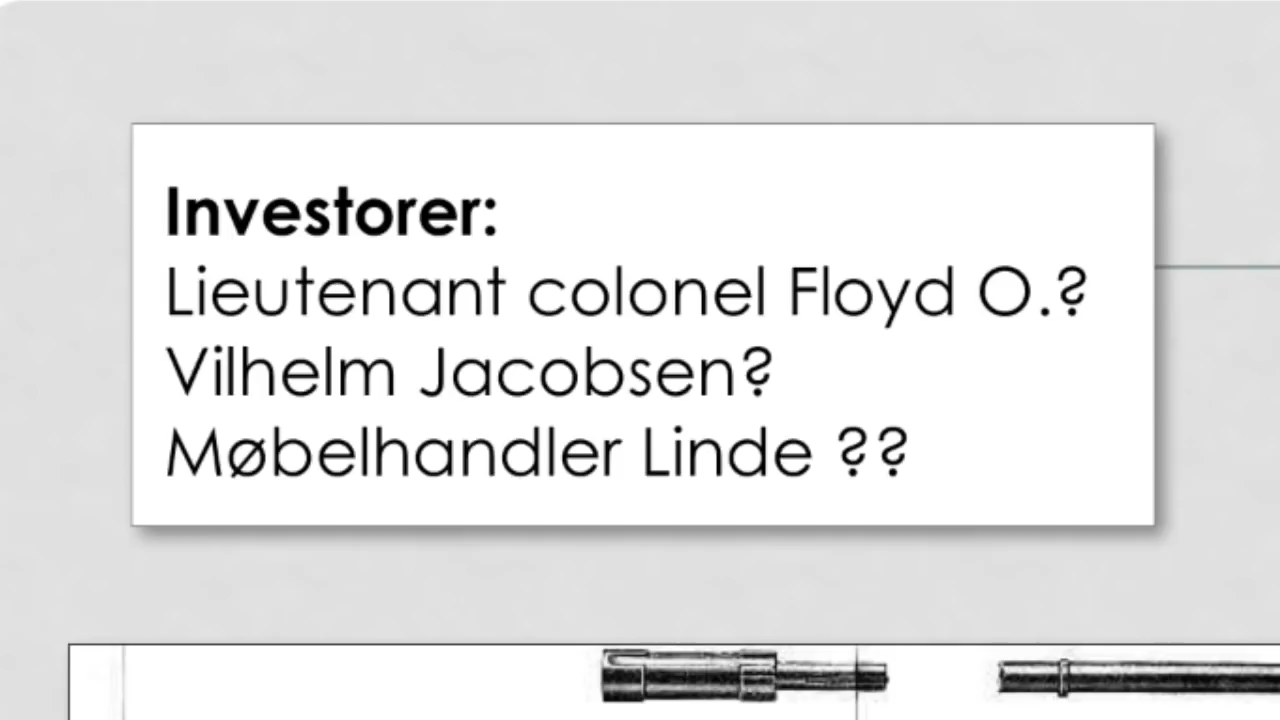 Investorer:
Lieutenant colonel Floyd O.?
Vilhelm Jacobsen?
Møbelhandler Linde ??